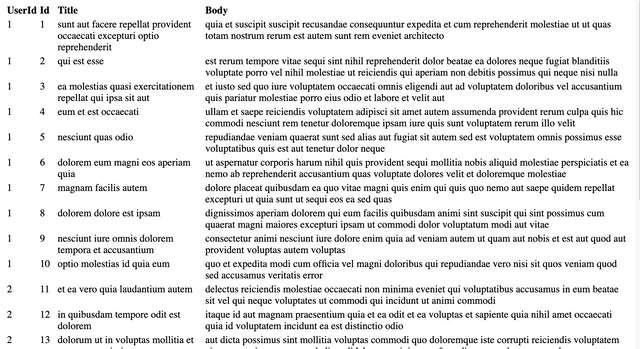 UserId Id Title Body
1 1 sunt aut facere repellat provident quia et suscipit suscipit recusandae consequuntur expedita et cum reprehenderit molestiae ut ut quas
occaecati excepturi optio totam nostrum rerum est autem sunt rem eveniet architecto
reprehenderit
1 2 qui est esse est rerum tempore vitae sequi sint nihil reprehenderit dolor beatae ea dolores neque fugiat blanditiis
voluptate porro vel nihil molestiae ut reiciendis qui aperiam non debitis possimus qui neque nisi nulla
1 3 ea molestias quasi exercitationem et iusto sed quo iure voluptatem occaecati omnis eligendi aut ad voluptatem doloribus vel accusantium
repellat qui ipsa sit aut quis pariatur molestiae porro eius odio et labore et velit aut
1 4 eum et est occaecati ullam et saepe reiciendis voluptatem adipisci sit amet autem assumenda provident rerum culpa quis hic
commodi nesciunt rem tenetur doloremque ipsam iure quis sunt voluptatem rerum illo velit
1 5 nesciunt quas odio repudiandae veniam quaerat sunt sed alias aut fugiat sit autem sed est voluptatem omnis possimus esse
voluptatibus quis est aut tenetur dolor neque
1 6 dolorem eum magni eos aperiam ut aspernatur corporis harum nihil quis provident sequi mollitia nobis aliquid molestiae perspiciatis et ea
quia nemo ab reprehenderit accusantium quas voluptate dolores velit et doloremque molestiae
1 7 magnam facilis autem dolore placeat quibusdam ea quo vitae magni quis enim qui quis quo nemo aut saepe quidem repellat
excepturi ut quia sunt ut sequi eos ea sed quas
1 8 dolorem dolore est ipsam dignissimos aperiam dolorem qui eum facilis quibusdam animi sint suscipit qui sint possimus cum
quaerat magni maiores excepturi ipsam ut commodi dolor voluptatum modi aut vitae
1 9 nesciunt iure omnis dolorem consectetur animi nesciunt iure dolore enim quia ad veniam autem ut quam aut nobis et est aut quod aut
tempora et accusantium provident voluptas autem voluptas
1 10 optio molestias id quia eum quo et expedita modi cum officia vel magni doloribus qui repudiandae vero nisi sit quos veniam quod
sed accusamus veritatis error
2 11 et ea vero quia laudantium autem delectus reiciendis molestiae occaecati non minima eveniet qui voluptatibus accusamus in eum beatae
sit vel qui neque voluptates ut commodi qui incidunt ut animi commodi
2 12 in quibusdam tempore odit est itaque id aut magnam praesentium quia et ea odit et ea voluptas et sapiente quia nihil amet occaecati
dolorem quia id voluptatem incidunt ea est distinctio odio
2 13 dolorum ut in voluptas mollitia et aut dicta possimus sint mollitia voluptas commodi quo doloremque iste corrupti reiciendis voluptatem